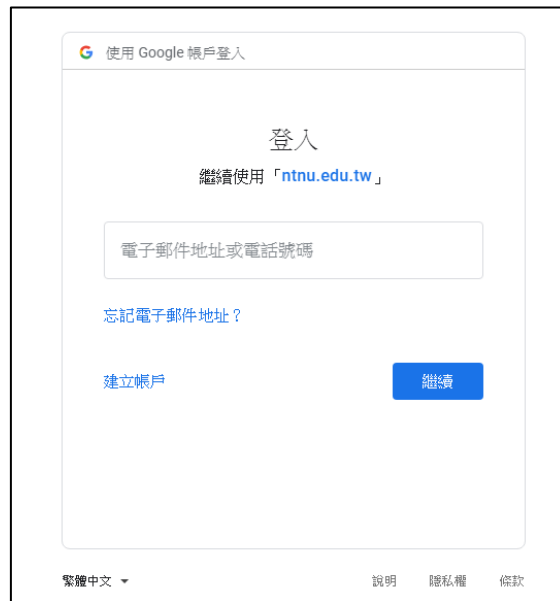 使用 Google 帳戶登入
登入
繼續使用「ntnu.edu.tw」
電子郵件地址或電話號碼
忘記電子郵件地址？
建立帳戶 繼續
繁體中文 說明 隱私權 條款